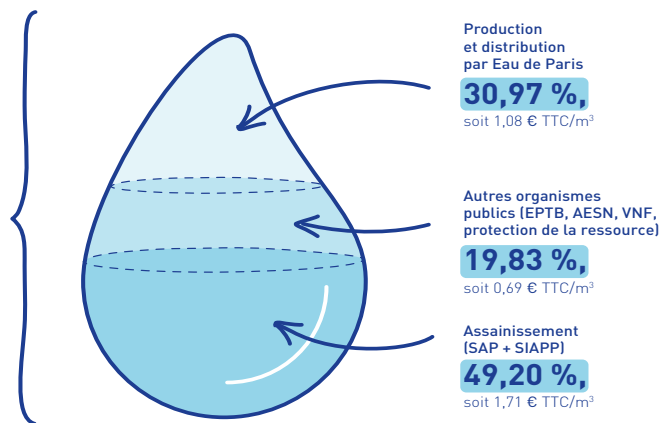 Production
et distribution
par Eau de Paris
30,97 %,
soit 1,08 € TTC/m³
Autres organismes
publics (EPTB, AESN, VNF,
protection de la ressource)
19,83 %,
soit 0,69 € TTC/m³
Assainissement
(SAP + SIAPP)
49,20 %,
soit 1,71 € TTC/m³